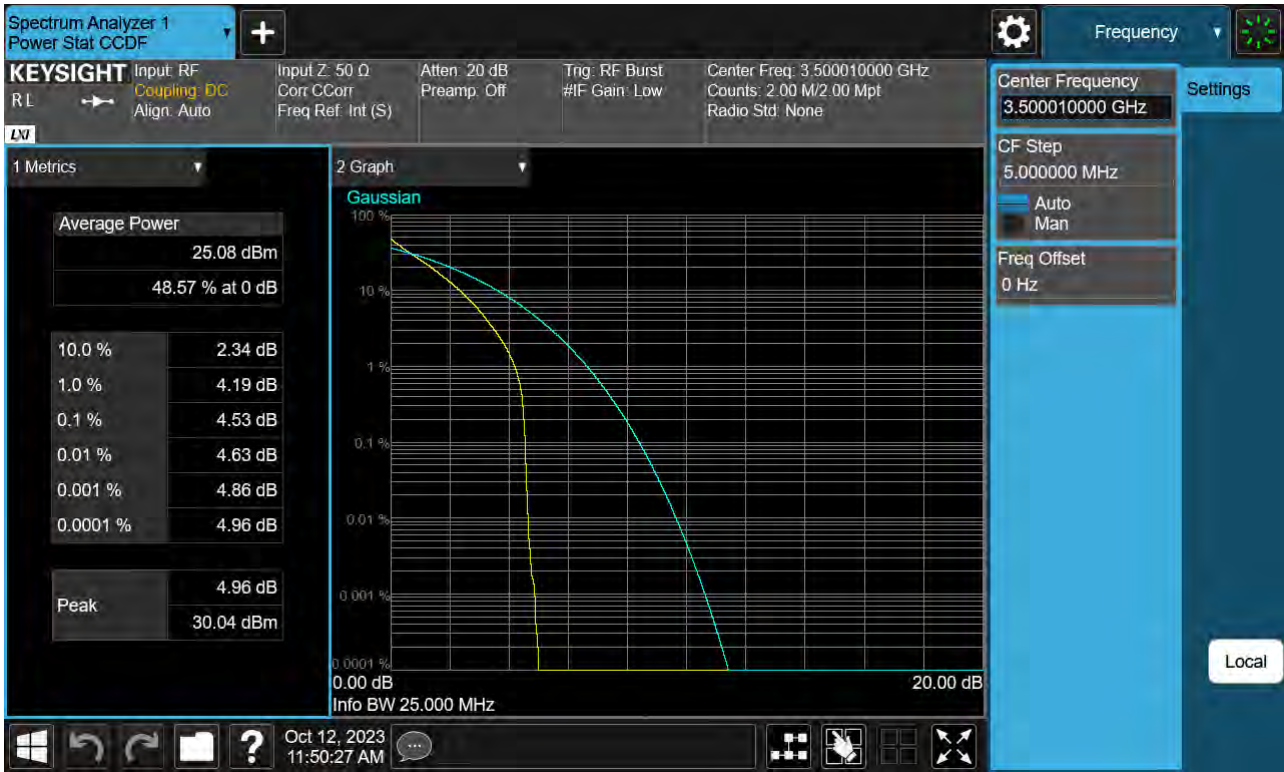 Spectrum Analyzer 1
Power Stat CCDF
Frequency
KEYSIGHT
RL
LXI
Input: RF
Coupling: DC
Align: Auto
Input Z: 50 Ω
Corr CCorr
Freq Ref: Int (S)
Atten: 20 dB
Preamp: Off
Trig: RF Burst
#IF Gain: Low
Center Freq: 3.500010000 GHz
Counts: 2.00 M/2.00 Mpt
Radio Std: None
Center Frequency
3.500010000 GHz
Settings
CF Step
5.000000 MHz
Auto
Man
Freq Offset
0 Hz
Local
1 Metrics
Average Power
25.08 dBm
48.57 % at 0 dB
10.0 % 2.34 dB
1.0 % 4.19 dB
0.1 % 4.53 dB
0.01 % 4.63 dB
0.001 % 4.86 dB
0.0001 % 4.96 dB
Peak
4.96 dB
30.04 dBm
2 Graph
Gaussian
100 %
10 %
1 %
0.1 %
0.01 %
0.001 %
0.0001 %
0.00 dB 20.00 dB
Info BW 25.000 MHz
?
Oct 12, 2023
11:50:27 AM